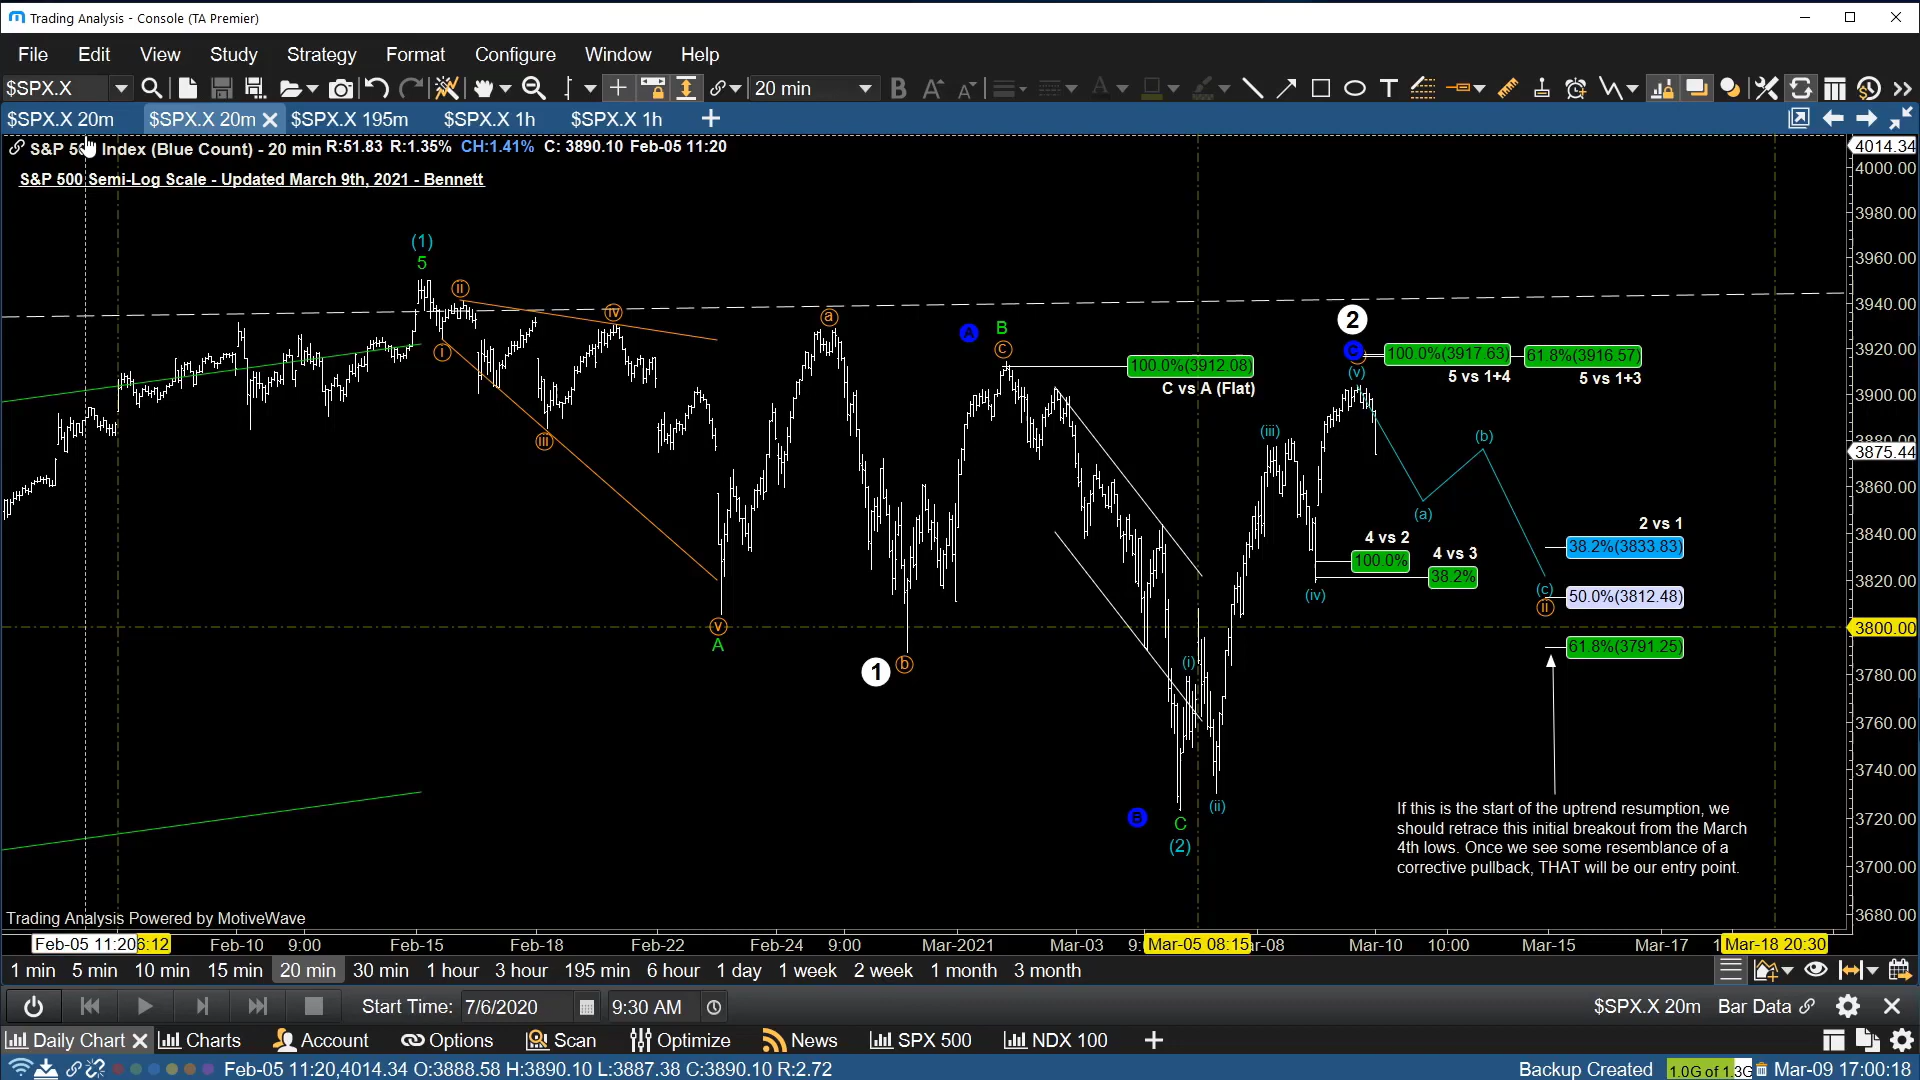 Trading Analysis - Console (TA Premier)
File Edit View Study Strategy Format Configure Window Help
$SPX.X 20 min
$SPX.X 20m $SPX.X 20m $SPX.X 195m $SPX.X 1h $SPX.X 1h
Index (Blue Count) - 20 min R:51.83 R:1.35% CH:1.41% C: 3890.10 Feb-05 11:20
S&P 500 Semi-Log Scale - Updated March 9th, 2021 - Bennett
4014.34
4000.00
3980.00
3960.00
3940.00
3920.00
3900.00
3875.44
3860.00
3840.00
3820.00
3800.00
3780.00
3760.00
3740.00
3720.00
3700.00
3680.00
(1)
5
ii
iv
i
iii
v
A
a
1
b
A B
c
100.0%(3912.08)
C vs A (Flat)
2
C 100.0%(3917.63) 61.8%(3916.57)
(v) 5 vs 1+4 5 vs 1+3
(iii)
(b)
(a)
4 vs 2
100.0%
4 vs 3
38.2%
(iv)
2 vs 1
38.2%(3833.83)
(c)
50.0%(3812.48)
ii
61.8%(3791.25)
(i)
(ii)
B C
(2)
If this is the start of the uptrend resumption, we
should retrace this initial breakout from the March
4th lows. Once we see some resemblance of a
corrective pullback, THAT will be our entry point.
Trading Analysis Powered by MotiveWave
Feb-05 11:20 6:12 Feb-10 9:00 Feb-15 Feb-18 Feb-22 Feb-24 9:00 Mar-2021 Mar-03 Mar-05 08:15 Mar-10 10:00 Mar-15 Mar-17 Mar-18 20:30
1 min 5 min 10 min 15 min 20 min 30 min 1 hour 3 hour 195 min 6 hour 1 day 1 week 2 week 1 month 3 month
Start Time: 7/6/2020 9:30 AM $SPX.X 20m Bar Data
Daily Chart Charts Account Options Scan Optimize News SPX 500 NDX 100
Feb-05 11:20,4014.34 O:3888.58 H:3890.10 L:3887.38 C:3890.10 R:2.72 Backup Created 1.0G of 1.3G Mar-09 17:00:18